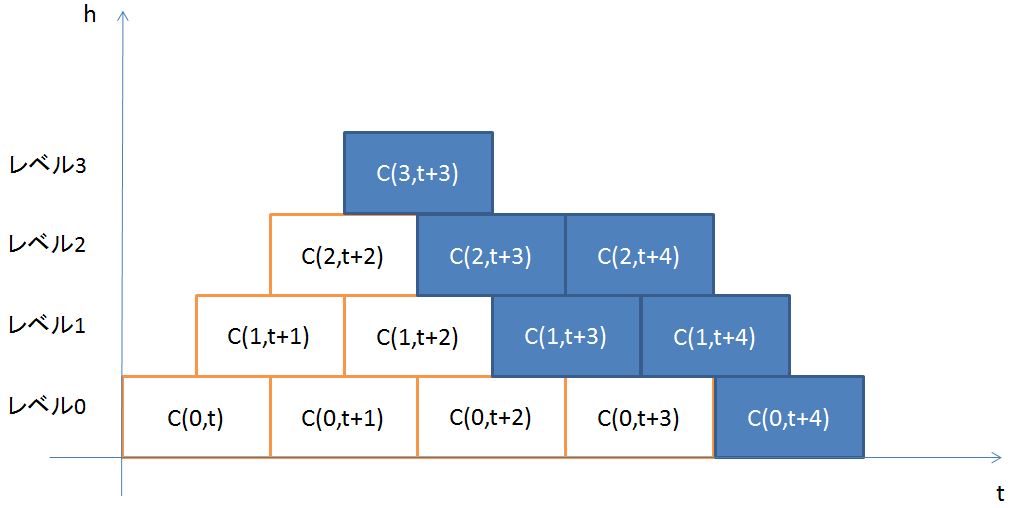 h
レベル3
C(3,t+3)
レベル2
C(2,t+2) C(2,t+3) C(2,t+4)
レベル1
C(1,t+1) C(1,t+2) C(1,t+3) C(1,t+4)
レベル0
C(0,t) C(0,t+1) C(0,t+2) C(0,t+3) C(0,t+4)
t